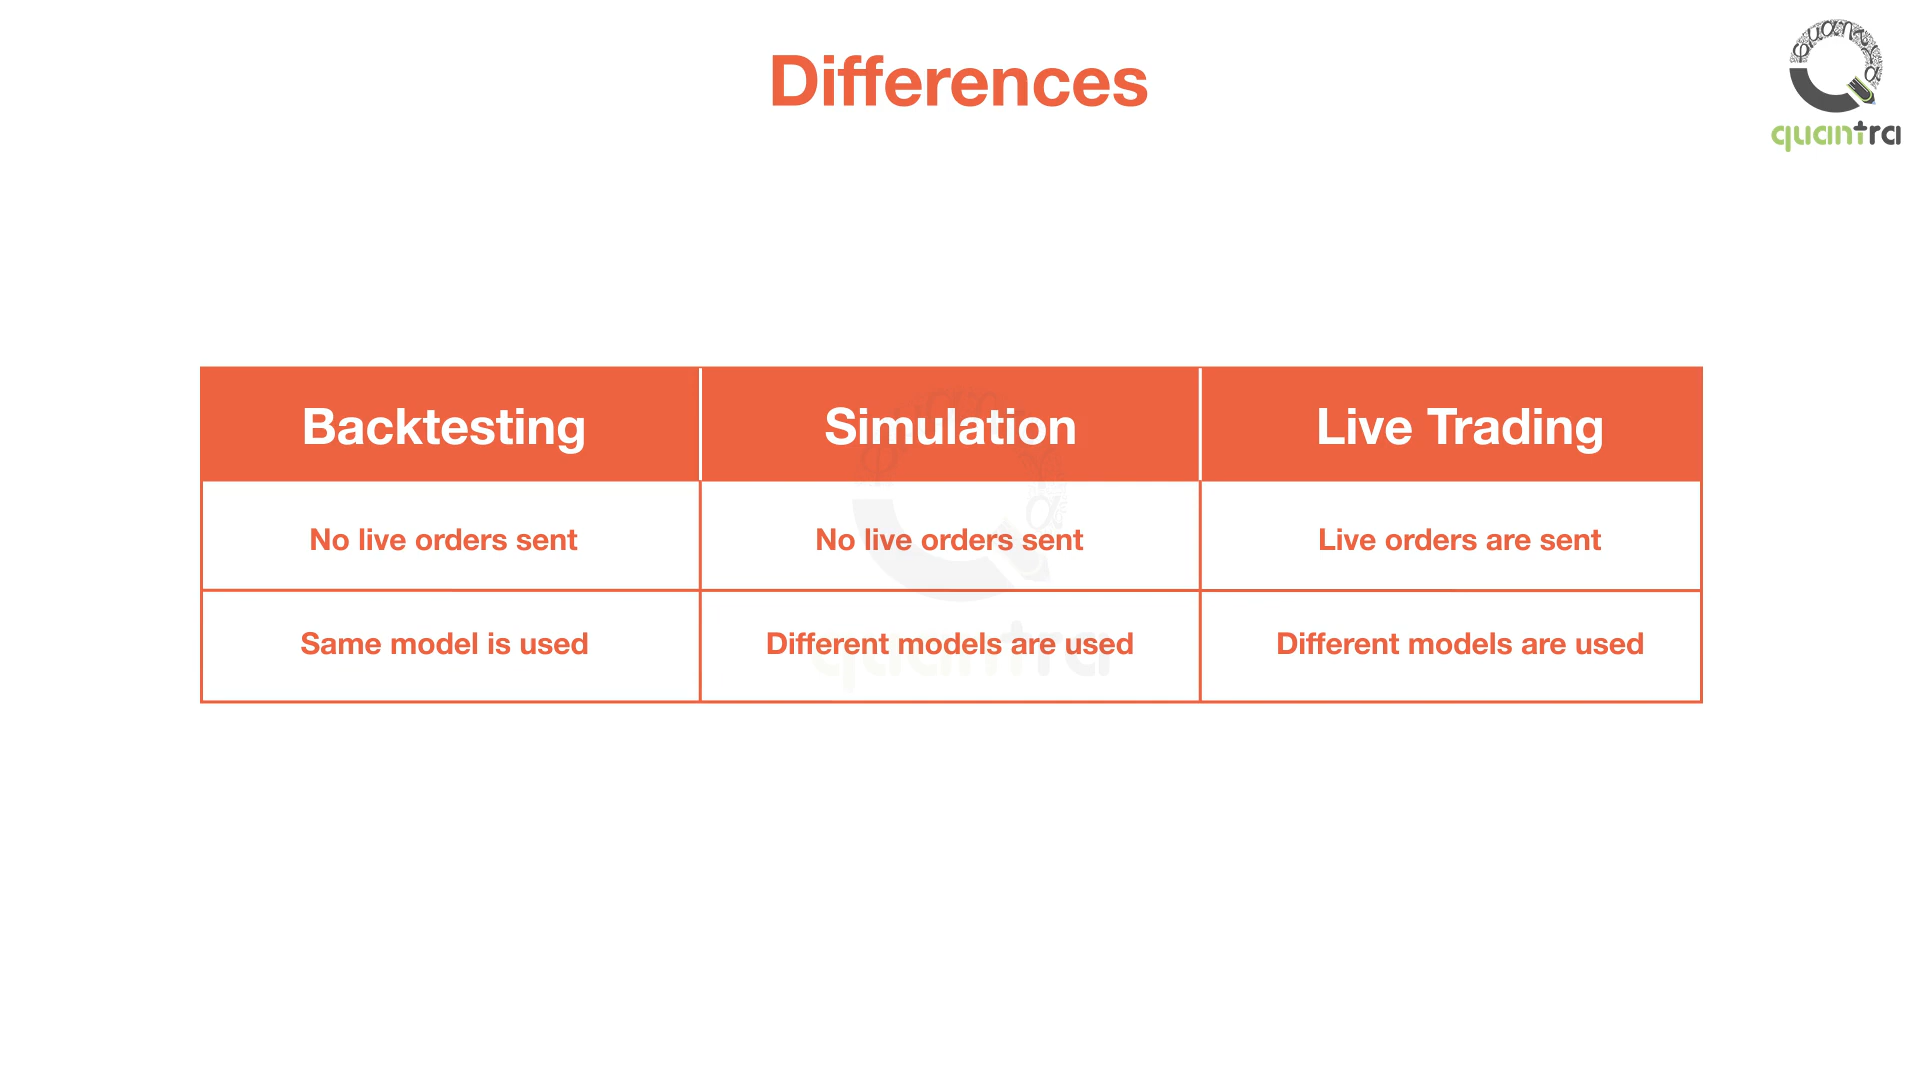 Differences
quantra
Backtesting Simulation Live Trading
No live orders sent No live orders sent Live orders are sent
Same model is used Different models are used Different models are used
quantra